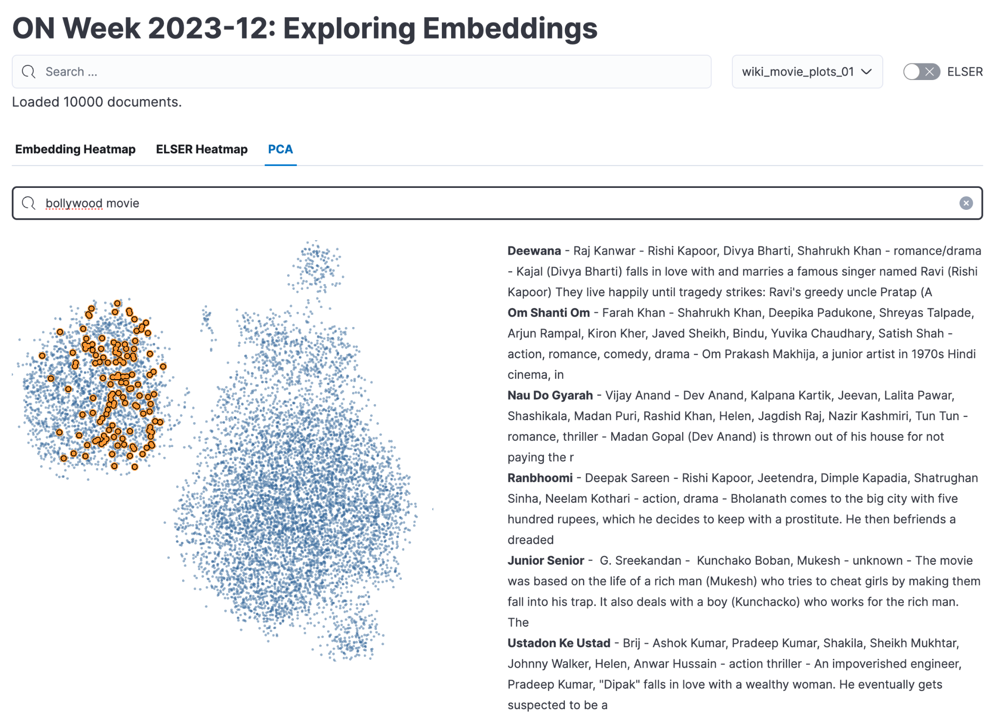 ON Week 2023-12: Exploring Embeddings
Search ...
wiki_movie_plots_01
ELSER
Loaded 10000 documents.
Embedding Heatmap
ELSER Heatmap
PCA
bollywood movie
Deewana - Raj Kanwar - Rishi Kapoor, Divya Bharti, Shahrukh Khan - romance/drama
- Kajal (Divya Bharti) falls in love with and marries a famous singer named Ravi (Rishi
Kapoor) They live happily until tragedy strikes: Ravi's greedy uncle Pratap (A
Om Shanti Om - Farah Khan - Shahrukh Khan, Deepika Padukone, Shreyas Talpade,
Arjun Rampal, Kiron Kher, Javed Sheikh, Bindu, Yuvika Chaudhary, Satish Shah -
action, romance, comedy, drama - Om Prakash Makhija, a junior artist in 1970s Hindi
cinema, in
Nau Do Gyarah - Vijay Anand - Dev Anand, Kalpana Kartik, Jeevan, Lalita Pawar,
Shashikala, Madan Puri, Rashid Khan, Helen, Jagdish Raj, Nazir Kashmiri, Tun Tun -
romance, thriller - Madan Gopal (Dev Anand) is thrown out of his house for not
paying the r
Ranbhoomi - Deepak Sareen - Rishi Kapoor, Jeetendra, Dimple Kapadia, Shatrughan
Sinha, Neelam Kothari - action, drama - Bholanath comes to the big city with five
hundred rupees, which he decides to keep with a prostitute. He then befriends a
dreaded
Junior Senior -  G. Sreekandan -  Kunchako Boban, Mukesh - unknown - The movie
was based on the life of a rich man (Mukesh) who tries to cheat girls by making them
fall into his trap. It also deals with a boy (Kunchacko) who works for the rich man.
The
Ustadon Ke Ustad - Brij - Ashok Kumar, Pradeep Kumar, Shakila, Sheikh Mukhtar,
Johnny Walker, Helen, Anwar Hussain - action thriller - An impoverished engineer,
Pradeep Kumar, "Dipak" falls in love with a wealthy woman. He eventually gets
suspected to be a